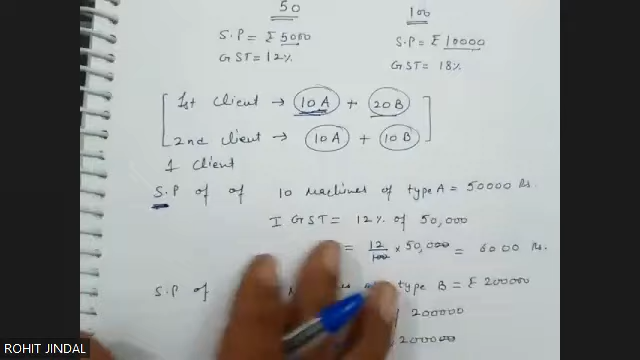 50 100
S.P = ₹ 5000 S.P = ₹ 10000
GST = 12% GST = 18%
1st client → 10A + 20B
2nd client → 10A + 10B
1 client
S.P of of 10 machines of type A = 50000 Rs.
I GST = 12% of 50,000
= 12/100 × 50,000 = 6000 Rs.
S.P of type B = ₹ 200000
200000
200000
ROHIT JINDAL